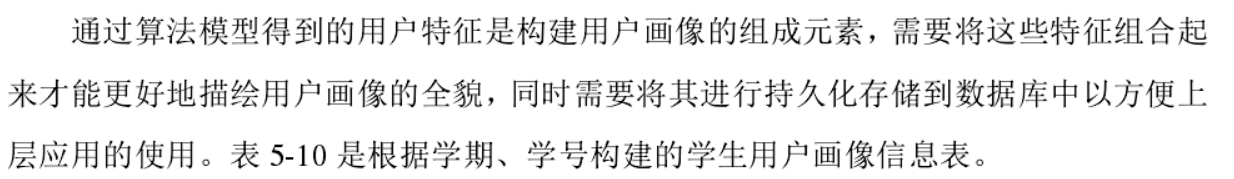 通过算法模型得到的用户特征是构建用户画像的组成元素，需要将这些特征组合起
来才能更好地描绘用户画像的全貌，同时需要将其进行持久化存储到数据库中以方便上
层应用的使用。表 5-10 是根据学期、学号构建的学生用户画像信息表。